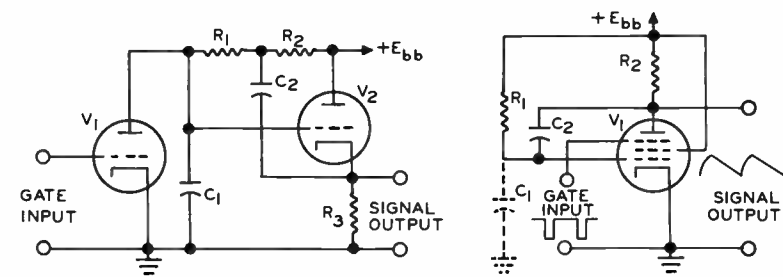 R1
R2
+Ebb
C2
V2
V1
GATE
INPUT
C1
R3
SIGNAL
OUTPUT
+Ebb
R2
R1
V1
C2
C1
GATE
INPUT
SIGNAL
OUTPUT